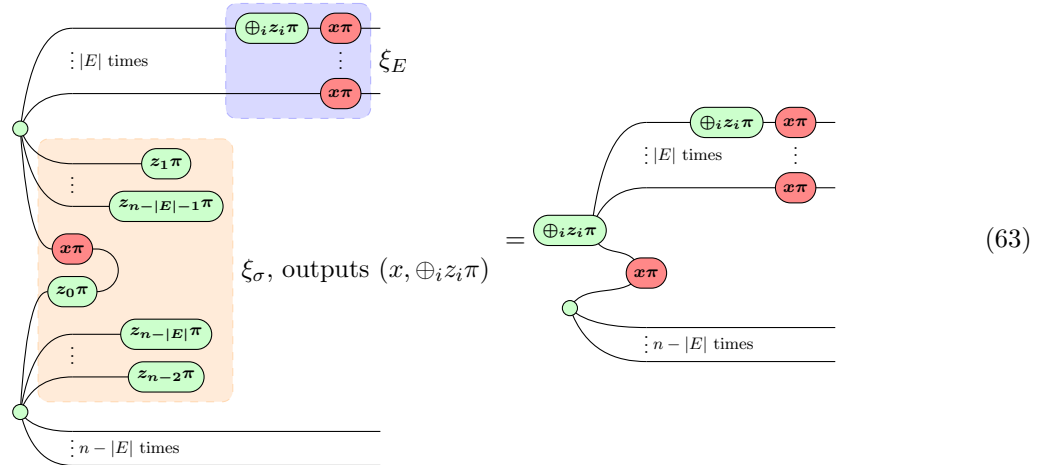 ⊕ᵢzᵢπ xπ
⋮ |E| times ⋮ ξ_E
xπ
z₁π
⋮
z_{n−|E|−1}π
xπ
z₀π
ξ_σ, outputs (x, ⊕ᵢzᵢπ)
z_{n−|E|}π
⋮
z_{n−2}π
⋮ n − |E| times
=
⊕ᵢzᵢπ xπ
⋮ |E| times ⋮
xπ
⊕ᵢzᵢπ
xπ
⋮ n − |E| times
(63)